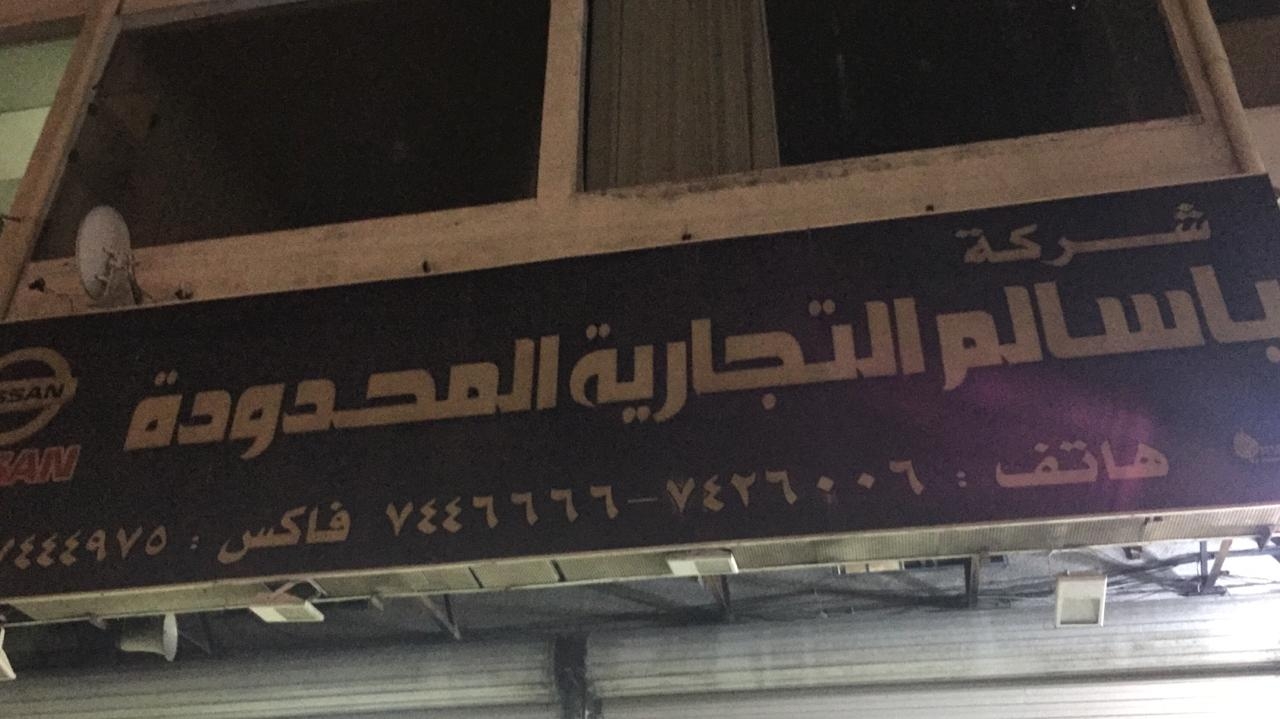 شركة
باسالم التجارية المحدودة
هاتف : ٧٤٢٦٠٠٦-٧٤٤٦٦٦٦ فاكس : ٧٤٤٤٩٧٥